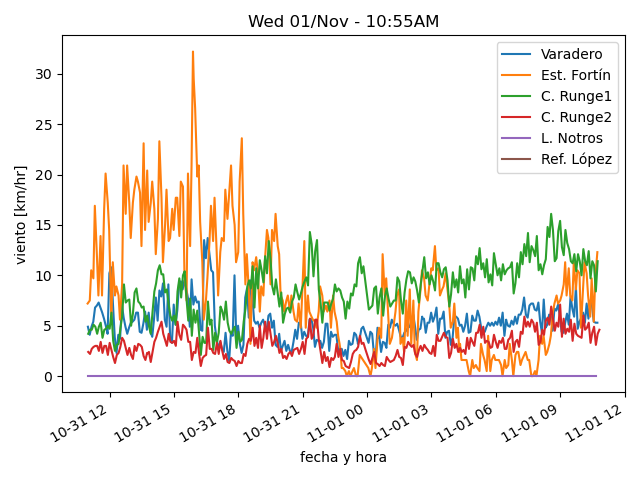 Wed 01/Nov - 10:55AM
Varadero
Est. Fortín
C. Runge1
C. Runge2
L. Notros
Ref. López
viento [km/hr]
30
25
20
15
10
5
0
10-31 12
10-31 15
10-31 18
10-31 21
11-01 00
11-01 03
11-01 06
11-01 09
11-01 12
fecha y hora